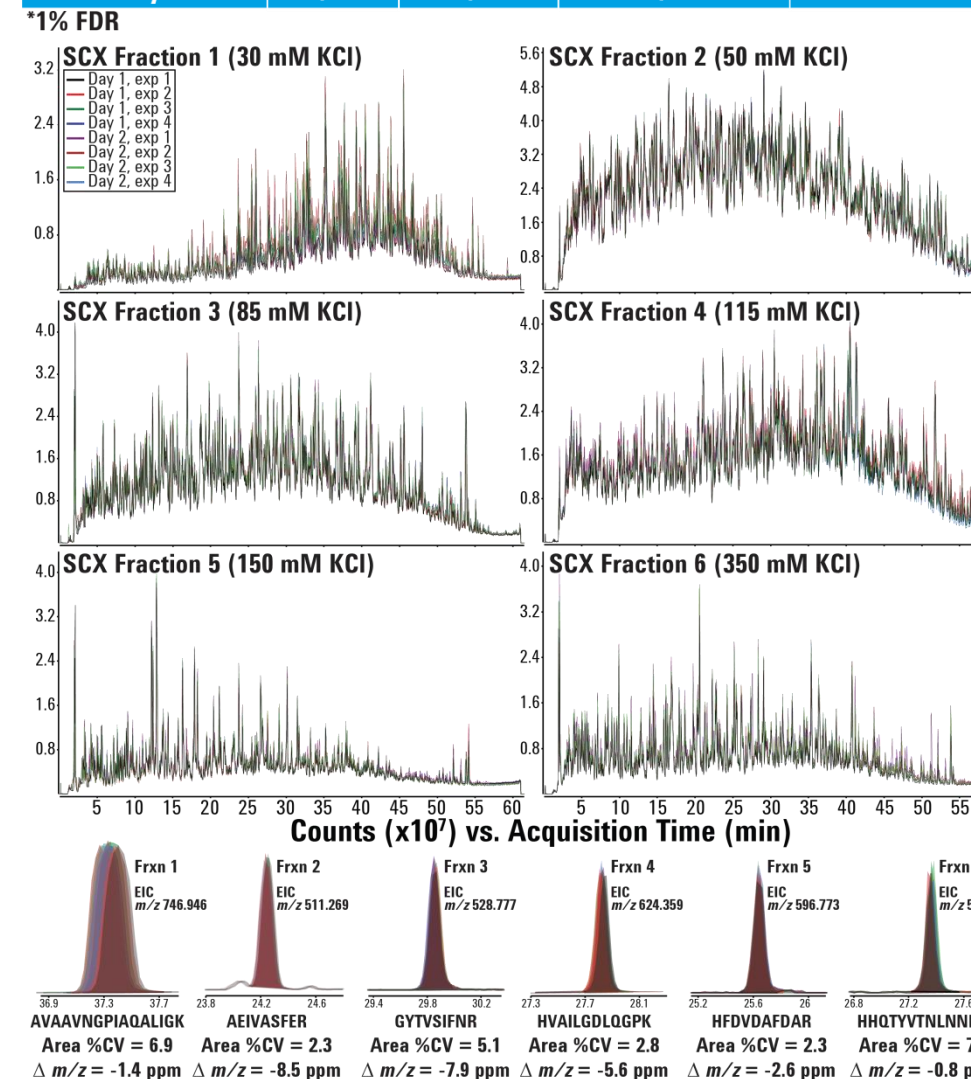 *1% FDR
SCX Fraction 1 (30 mM KCl)
3.2
2.4
1.6
0.8
Day 1, exp 1
Day 1, exp 2
Day 1, exp 3
Day 1, exp 4
Day 2, exp 1
Day 2, exp 2
Day 2, exp 3
Day 2, exp 4
SCX Fraction 2 (50 mM KCl)
5.6
4.8
4.0
3.2
2.4
1.6
0.8
SCX Fraction 3 (85 mM KCl)
4.0
3.2
2.4
1.6
0.8
SCX Fraction 4 (115 mM KCl)
4.0
3.2
2.4
1.6
0.8
SCX Fraction 5 (150 mM KCl)
4.0
3.2
2.4
1.6
0.8
5 10 15 20 25 30 35 40 45 50 55 60
SCX Fraction 6 (350 mM KCl)
4.0
3.2
2.4
1.6
0.8
5 10 15 20 25 30 35 40 45 50 55
Counts (x10⁷) vs. Acquisition Time (min)
Frxn 1
EIC
m/z 746.946
36.9 37.3 37.7
AVAAVNGPIAQALIGK
Area %CV = 6.9
Δ m/z = -1.4 ppm
Frxn 2
EIC
m/z 511.269
23.8 24.2 24.6
AEIVASFER
Area %CV = 2.3
Δ m/z = -8.5 ppm
Frxn 3
EIC
m/z 528.777
29.4 29.8 30.2
GYTVSIFNR
Area %CV = 5.1
Δ m/z = -7.9 ppm
Frxn 4
EIC
m/z 624.359
27.3 27.7 28.1
HVAILGDLQGPK
Area %CV = 2.8
Δ m/z = -5.6 ppm
Frxn 5
EIC
m/z 596.773
25.2 25.6 26
HFDVDAFDAR
Area %CV = 2.3
Δ m/z = -2.6 ppm
Frxn
EIC
m/z 5
26.8 27.2 27.6
HHQTYVTNLNN
Area %CV = 7
Δ m/z = -0.8 p